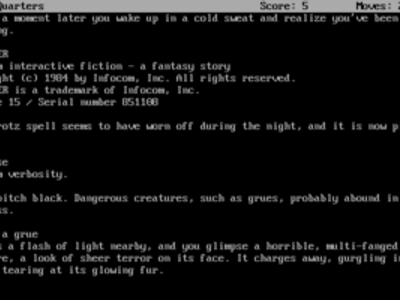 Quarters Score: 5 Moves:
a moment later you wake up in a cold sweat and realize you've been
g.
ER
interactive fiction - a fantasy story
ght (c) 1984 by Infocom, Inc. All rights reserved.
ER is a trademark of Infocom, Inc.
e 15 / Serial number 851108
rotz spell seems to have worn off during the night, and it is now p
se
verbosity.
pitch black. Dangerous creatures, such as grues, probably abound in
ss.
a grue
s a flash of light nearby, and you glimpse a horrible, multi-fanged
re, a look of sheer terror on its face. It charges away, gurgling i
tearing at its glowing fur.